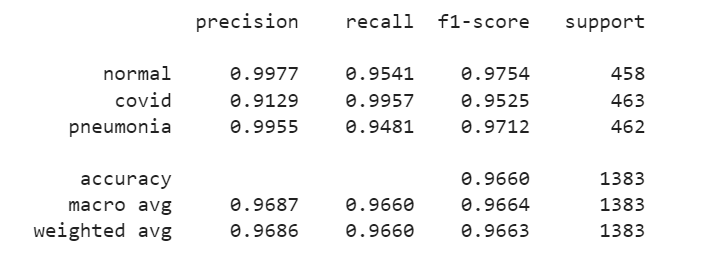 precision recall f1-score support
normal 0.9977 0.9541 0.9754 458
covid 0.9129 0.9957 0.9525 463
pneumonia 0.9955 0.9481 0.9712 462
accuracy 0.9660 1383
macro avg 0.9687 0.9660 0.9664 1383
weighted avg 0.9686 0.9660 0.9663 1383